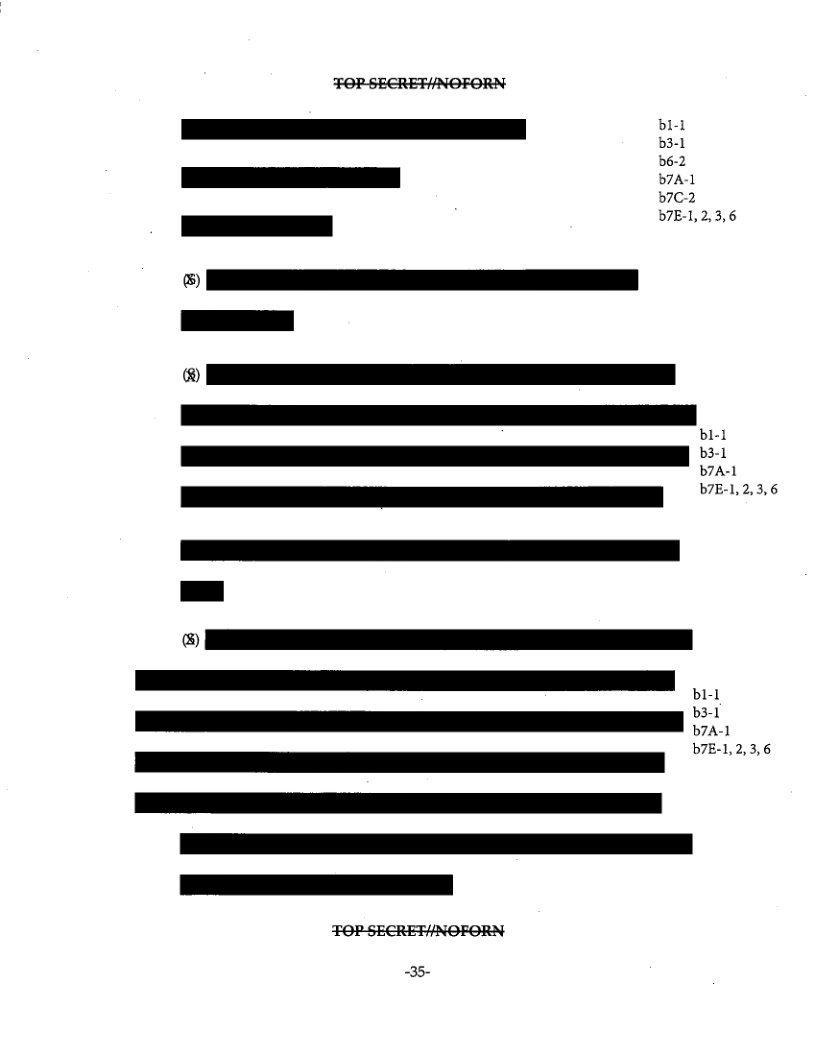 TOP SECRET//NOFORN
b1-1
b3-1
b6-2
b7A-1
b7C-2
b7E-1, 2, 3, 6
(S)
(S)
b1-1
b3-1
b7A-1
b7E-1, 2, 3, 6
(S)
b1-1
b3-1
b7A-1
b7E-1, 2, 3, 6
TOP SECRET//NOFORN
-35-